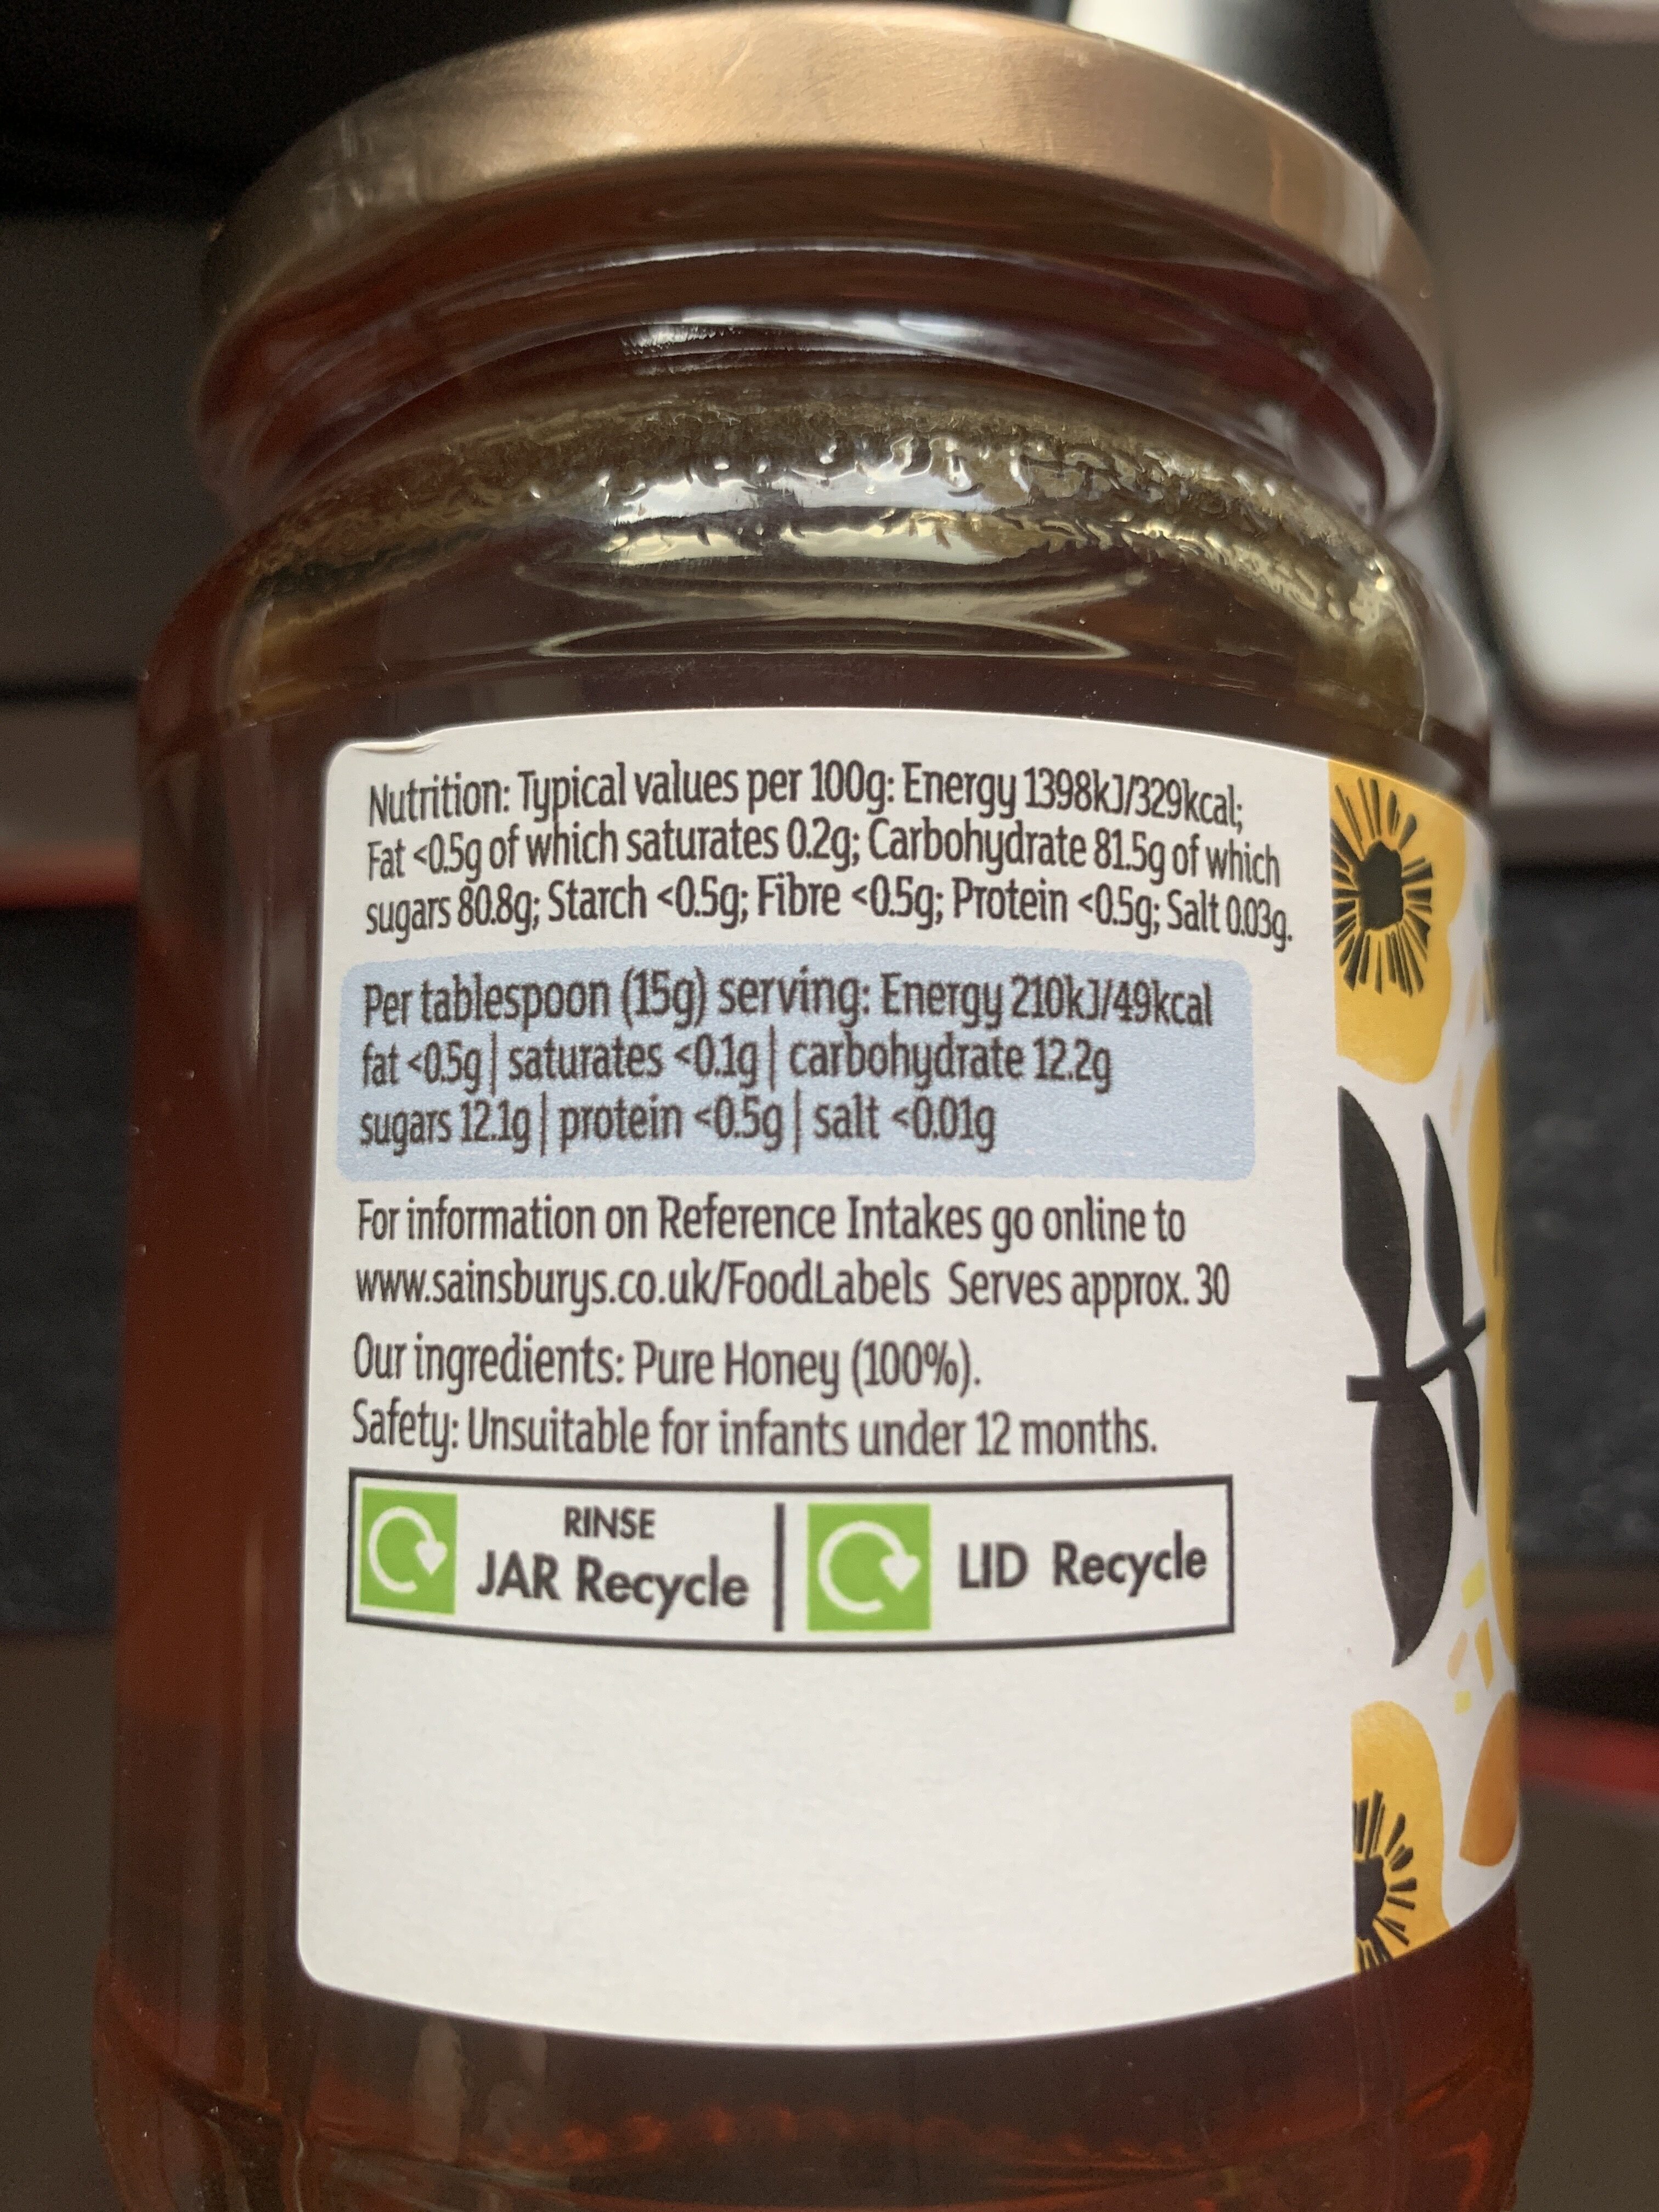 Nutrition: Typical values per 100g: Energy 1398kJ/329kcal;
Fat <0.5g of which saturates 0.2g; Carbohydrate 81.5g of which
sugars 80.8g; Starch <0.5g; Fibre <0.5g; Protein <0.5g; Salt 0.03g.
Per tablespoon (15g) serving: Energy 210kJ/49kcal
fat <0.5g | saturates <0.1g | carbohydrate 12.2g
sugars 12.1g | protein <0.5g | salt <0.01g
For information on Reference Intakes go online to
www.sainsburys.co.uk/FoodLabels Serves approx. 30
Our ingredients: Pure Honey (100%).
Safety: Unsuitable for infants under 12 months.
RINSE
JAR Recycle | LID Recycle